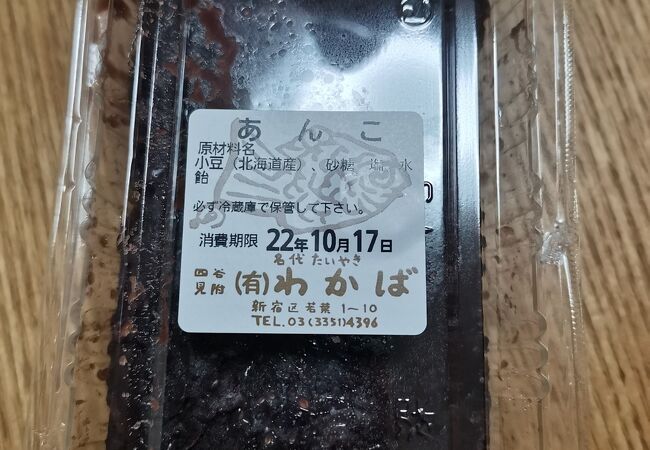 あんこ
原材料名
小豆（北海道産）、砂糖　塩　水
飴
必ず冷蔵庫で保管して下さい。
消費期限 22年10月17日
名代たいやき
四谷見附 (有)わかば
新宿区若葉1〜10
TEL.03(3351)4396